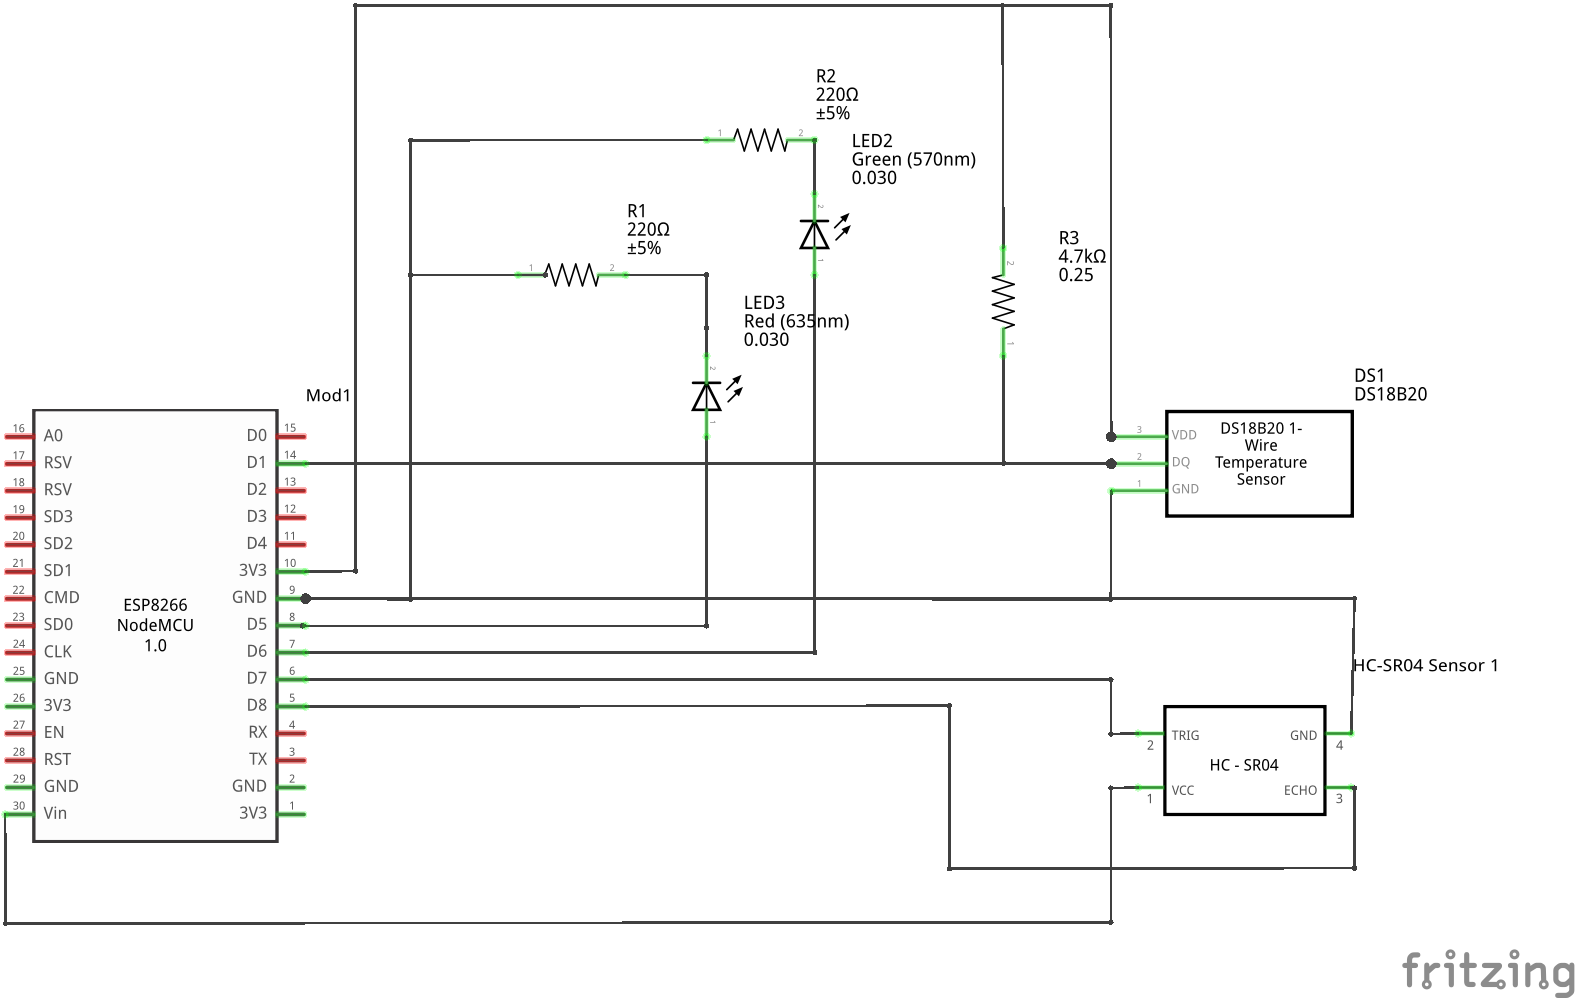 R2
220Ω
±5%
1
2
LED2
Green (570nm)
0.030
2
1
R1
220Ω
±5%
1
2
LED3
Red (635nm)
0.030
2
1
R3
4.7kΩ
0.25
2
1
DS1
DS18B20
3 VDD
2 DQ
1 GND
DS18B20 1-
Wire
Temperature
Sensor
Mod1
16 A0 D0 15
17 RSV D1 14
18 RSV D2 13
19 SD3 D3 12
20 SD2 D4 11
21 SD1 3V3 10
22 CMD GND 9
23 SD0 D5 8
24 CLK D6 7
25 GND D7 6
26 3V3 D8 5
27 EN RX 4
28 RST TX 3
29 GND GND 2
30 Vin 3V3 1
ESP8266
NodeMCU
1.0
HC-SR04 Sensor 1
2 TRIG GND 4
HC - SR04
1 VCC ECHO 3
fritzing